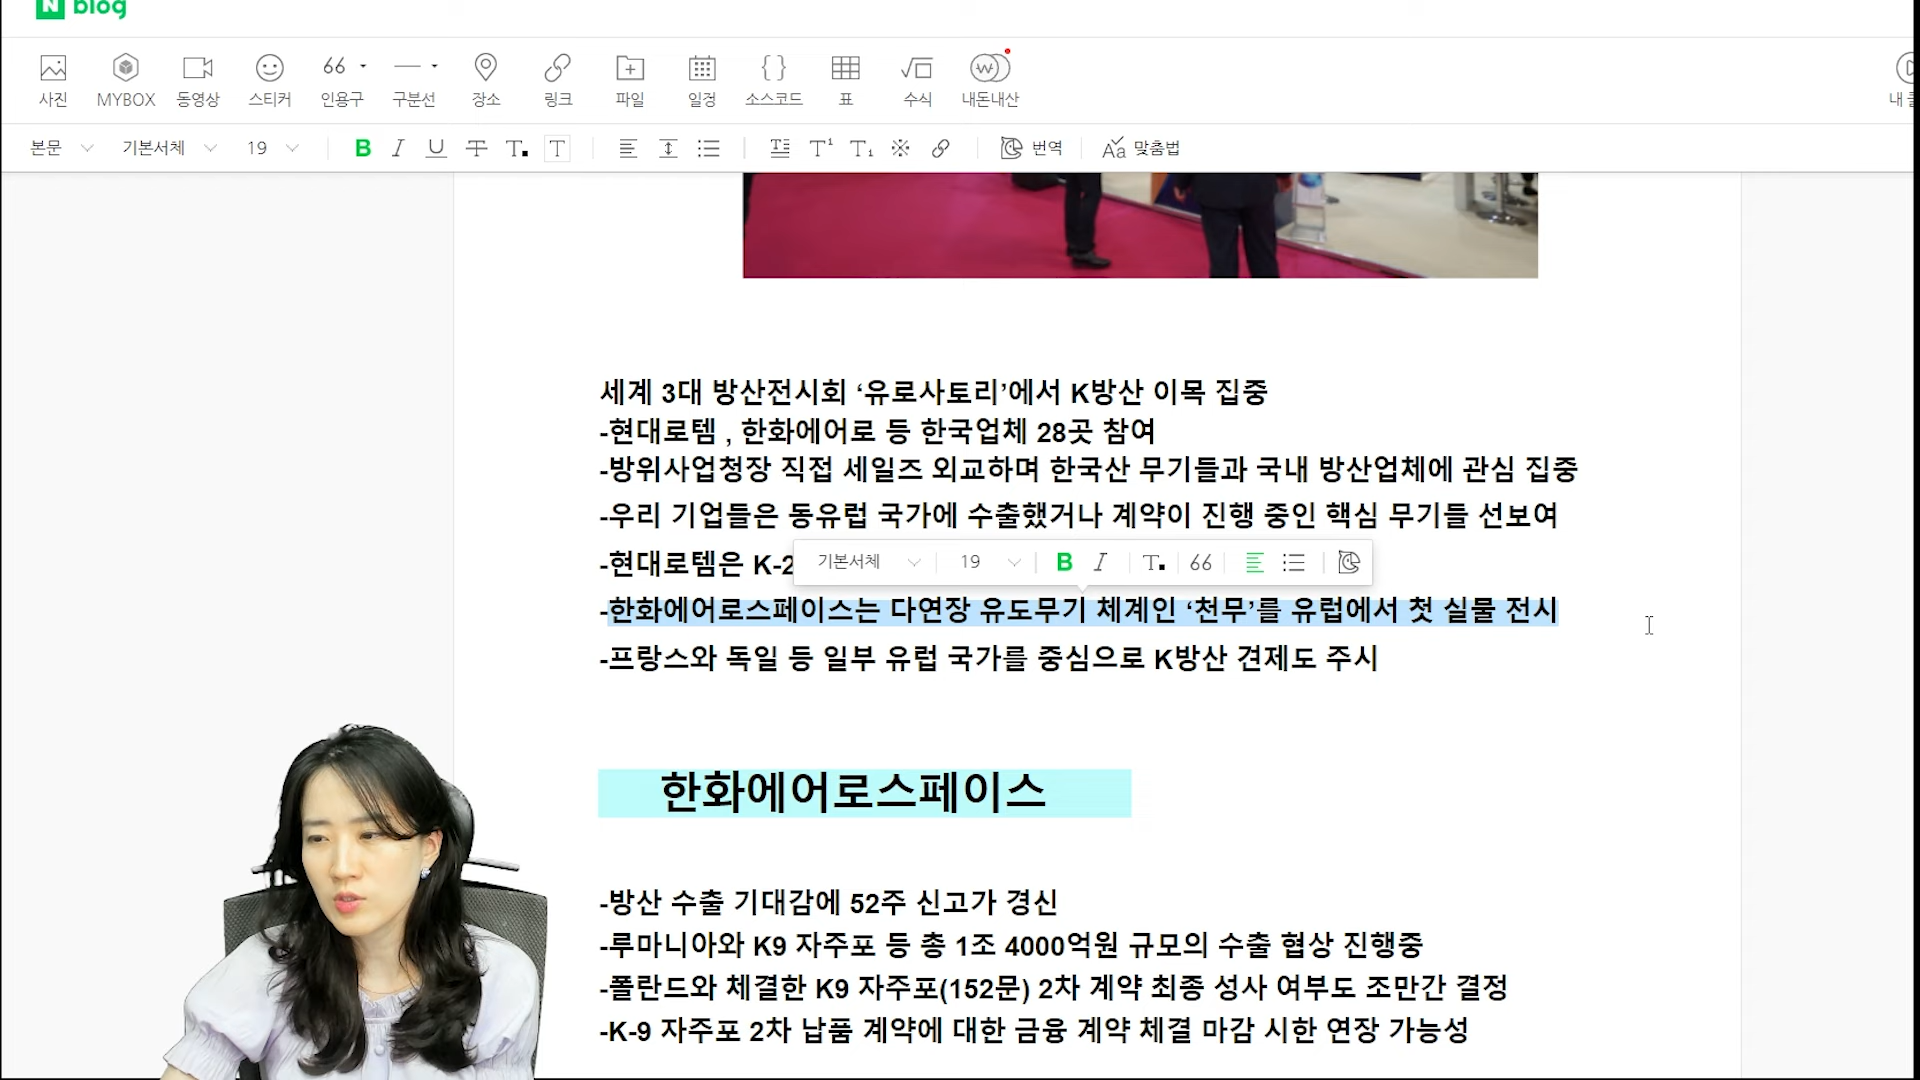 N blog
사진 MYBOX 동영상 스티커 인용구 구분선 장소 링크 파일 일정 소스코드 표 수식 내돈내산
본문 기본서체 19 B I U T T T T T¹ T₁ 번역 맞춤법
세계 3대 방산전시회 ‘유로사토리’에서 K방산 이목 집중
-현대로템 , 한화에어로 등 한국업체 28곳 참여
-방위사업청장 직접 세일즈 외교하며 한국산 무기들과 국내 방산업체에 관심 집중
-우리 기업들은 동유럽 국가에 수출했거나 계약이 진행 중인 핵심 무기들 선보여
-현대로템은 K-2
기본서체 19 B I T 66
-한화에어로스페이스는 다연장 유도무기 체계인 ‘천무’를 유럽에서 첫 실물 전시
-프랑스와 독일 등 일부 유럽 국가를 중심으로 K방산 견제도 주시
한화에어로스페이스
-방산 수출 기대감에 52주 신고가 경신
-루마니아와 K9 자주포 등 총 1조 4000억원 규모의 수출 협상 진행중
-폴란드와 체결한 K9 자주포(152문) 2차 계약 최종 성사 여부도 조만간 결정
-K-9 자주포 2차 납품 계약에 대한 금융 계약 체결 마감 시한 연장 가능성